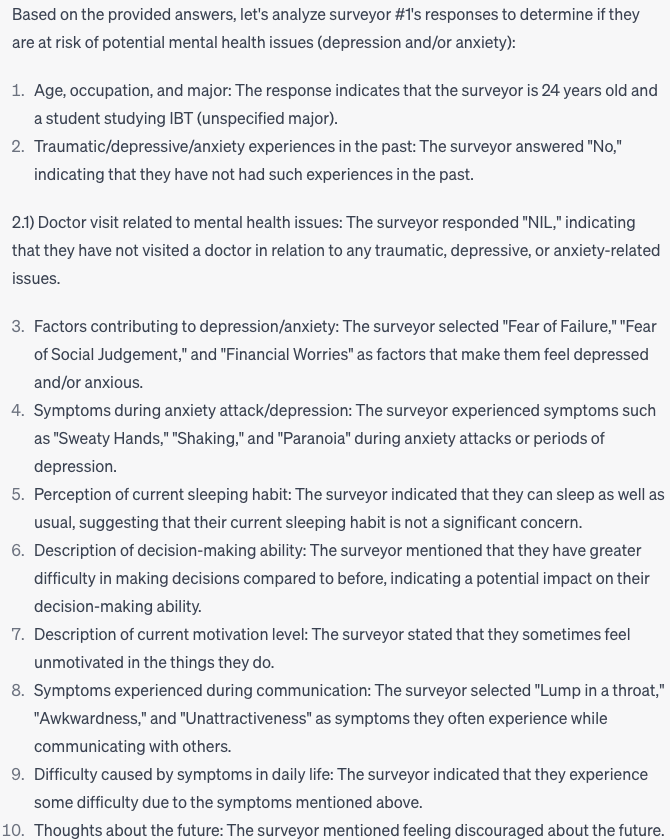 Based on the provided answers, let's analyze surveyor #1's responses to determine if they
are at risk of potential mental health issues (depression and/or anxiety):
1. Age, occupation, and major: The response indicates that the surveyor is 24 years old and
a student studying IBT (unspecified major).
2. Traumatic/depressive/anxiety experiences in the past: The surveyor answered "No,"
indicating that they have not had such experiences in the past.
2.1) Doctor visit related to mental health issues: The surveyor responded "NIL," indicating
that they have not visited a doctor in relation to any traumatic, depressive, or anxiety-related
issues.
3. Factors contributing to depression/anxiety: The surveyor selected "Fear of Failure," "Fear
of Social Judgement," and "Financial Worries" as factors that make them feel depressed
and/or anxious.
4. Symptoms during anxiety attack/depression: The surveyor experienced symptoms such
as "Sweaty Hands," "Shaking," and "Paranoia" during anxiety attacks or periods of
depression.
5. Perception of current sleeping habit: The surveyor indicated that they can sleep as well as
usual, suggesting that their current sleeping habit is not a significant concern.
6. Description of decision-making ability: The surveyor mentioned that they have greater
difficulty in making decisions compared to before, indicating a potential impact on their
decision-making ability.
7. Description of current motivation level: The surveyor stated that they sometimes feel
unmotivated in the things they do.
8. Symptoms experienced during communication: The surveyor selected "Lump in a throat,"
"Awkwardness," and "Unattractiveness" as symptoms they often experience while
communicating with others.
9. Difficulty caused by symptoms in daily life: The surveyor indicated that they experience
some difficulty due to the symptoms mentioned above.
10. Thoughts about the future: The surveyor mentioned feeling discouraged about the future.